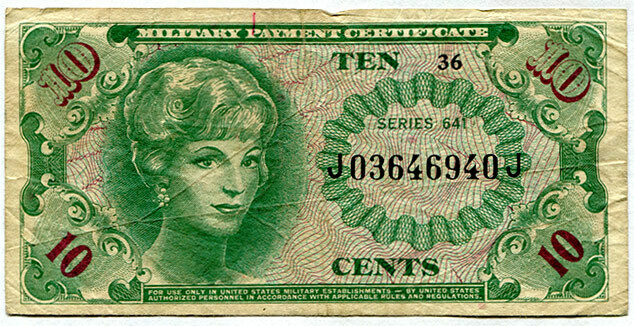 MILITARY PAYMENT CERTIFICATE
10 TEN 36 10
SERIES 641
J03646940J
10 CENTS 10
FOR USE ONLY IN UNITED STATES MILITARY ESTABLISHMENTS — BY UNITED STATES
AUTHORIZED PERSONNEL IN ACCORDANCE WITH APPLICABLE RULES AND REGULATIONS.